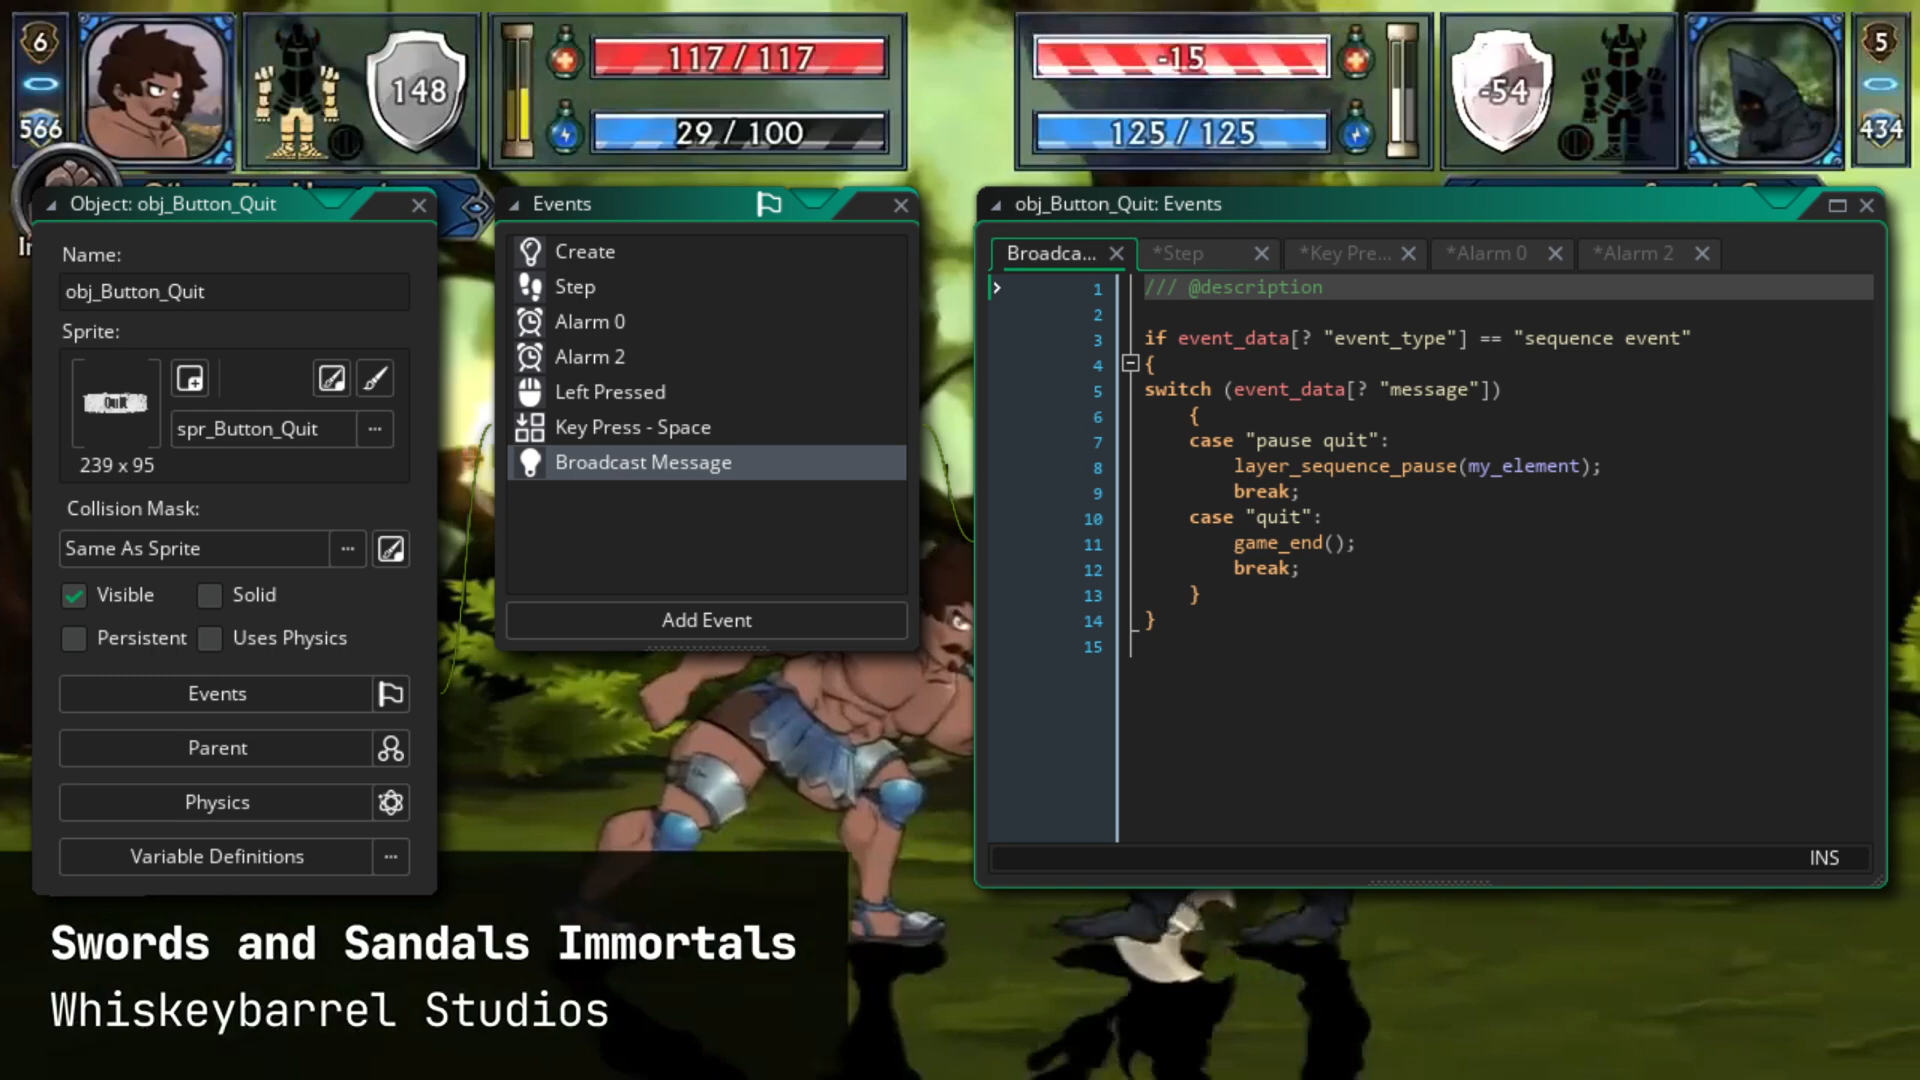 6
566
148
117 / 117
29 / 100
-15
125 / 125
-54
5
434
Object: obj_Button_Quit
Name:
obj_Button_Quit
Sprite:
QUIT
spr_Button_Quit
239 x 95
Collision Mask:
Same As Sprite
Visible
Solid
Persistent
Uses Physics
Events
Parent
Physics
Variable Definitions
Events
Create
Step
Alarm 0
Alarm 2
Left Pressed
Key Press - Space
Broadcast Message
Add Event
obj_Button_Quit: Events
Broadca... *Step *Key Pre... *Alarm 0 *Alarm 2
1 /// @description
2
3 if event_data[? "event_type"] == "sequence event"
4 {
5 switch (event_data[? "message"])
6 {
7 case "pause quit":
8 layer_sequence_pause(my_element);
9 break;
10 case "quit":
11 game_end();
12 break;
13 }
14 }
15
INS
Swords and Sandals Immortals
Whiskeybarrel Studios